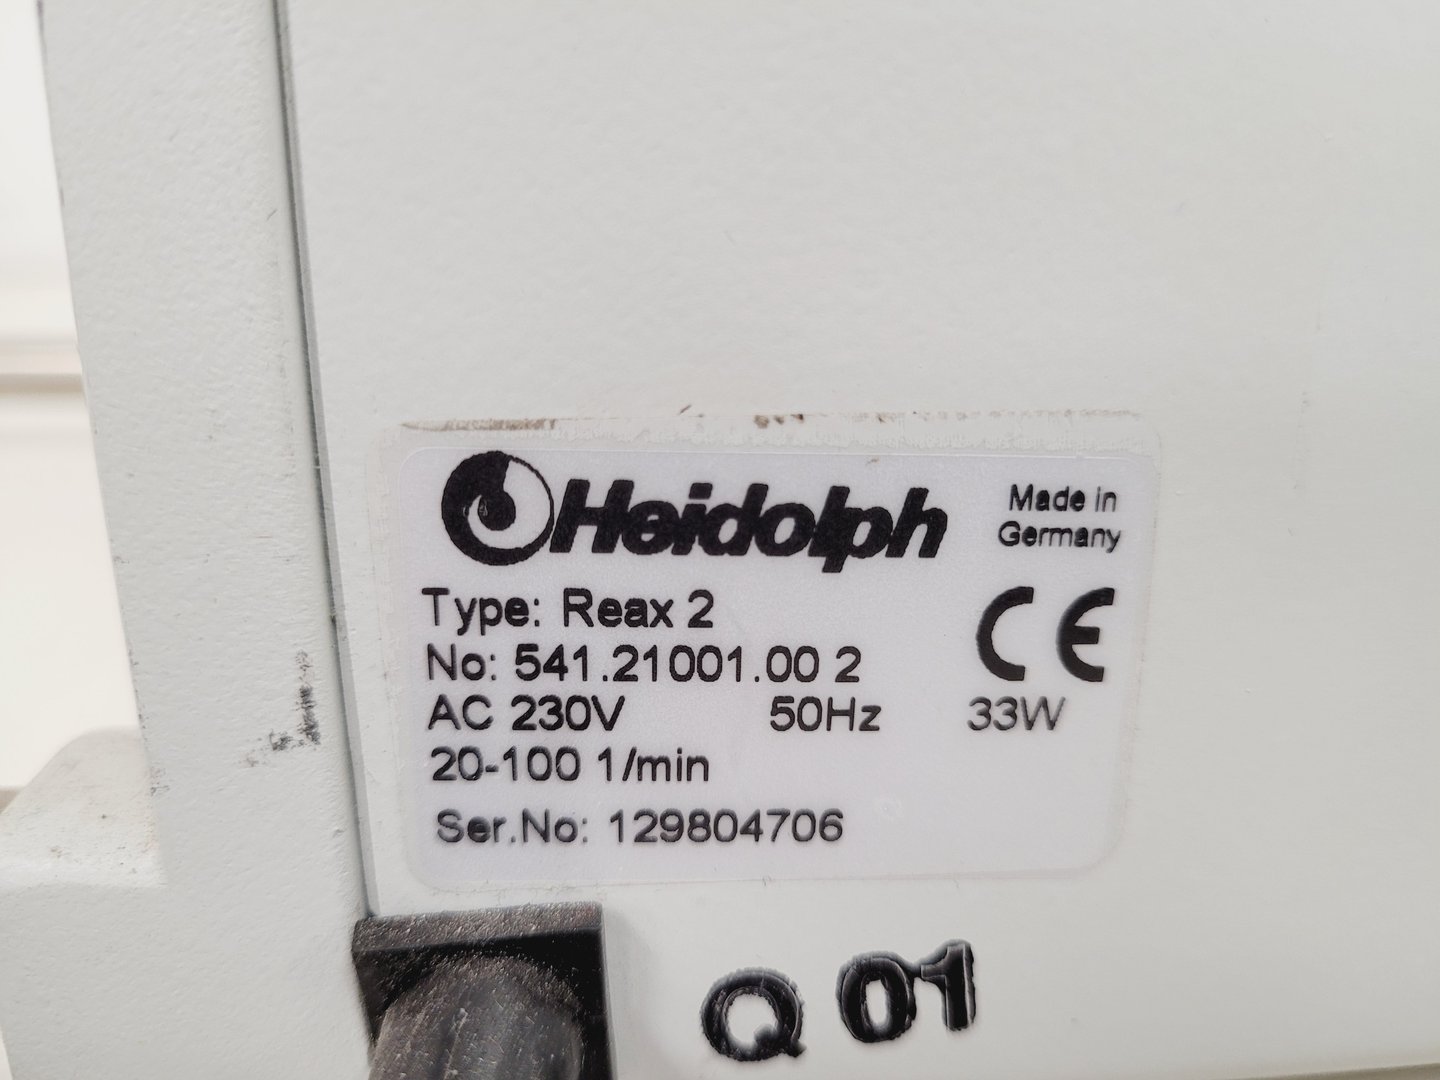 Heidolph
Made in
Germany
Type: Reax 2
No: 541.21001.00 2
CE
AC 230V 50Hz 33W
20-100 1/min
Ser.No: 129804706
Q 01